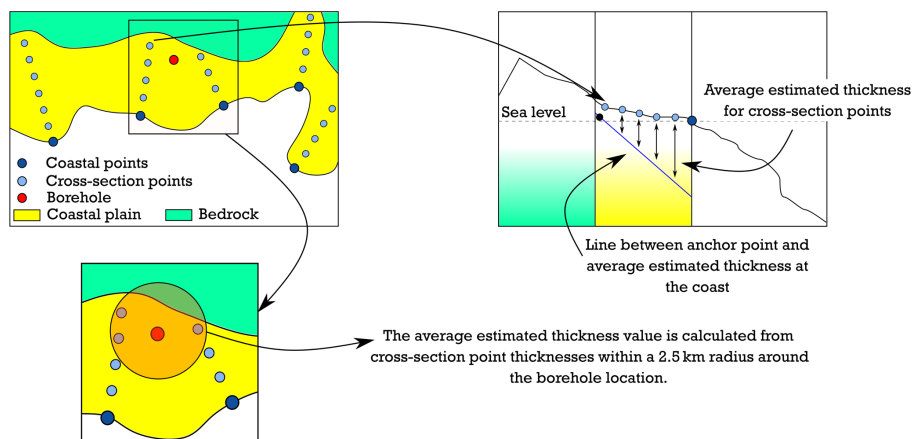 Coastal points
Cross-section points
Borehole
Coastal plain
Bedrock
Sea level
Average estimated thickness
for cross-section points
Line between anchor point and
average estimated thickness at
the coast
The average estimated thickness value is calculated from
cross-section point thicknesses within a 2.5 km radius around
the borehole location.